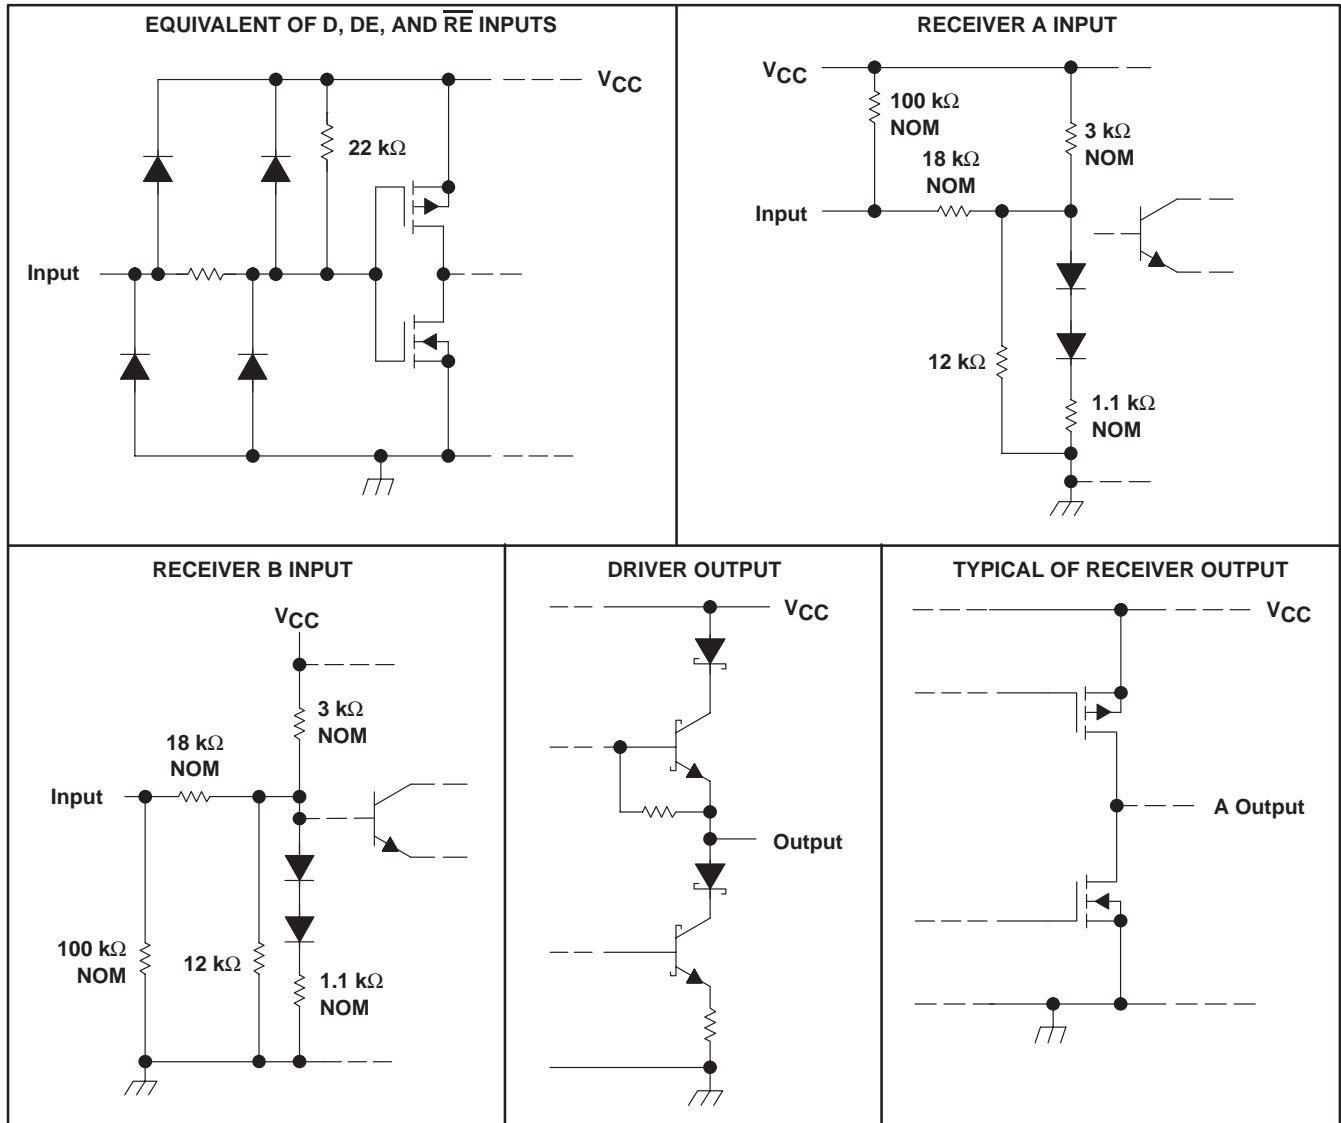 EQUIVALENT OF D, DE, AND R̅E̅ INPUTS
VCC
22 kΩ
Input
RECEIVER A INPUT
VCC
100 kΩ
NOM
3 kΩ
NOM
18 kΩ
NOM
Input
12 kΩ
1.1 kΩ
NOM
RECEIVER B INPUT
VCC
3 kΩ
NOM
18 kΩ
NOM
Input
100 kΩ
NOM
12 kΩ
1.1 kΩ
NOM
DRIVER OUTPUT
VCC
Output
TYPICAL OF RECEIVER OUTPUT
VCC
A Output